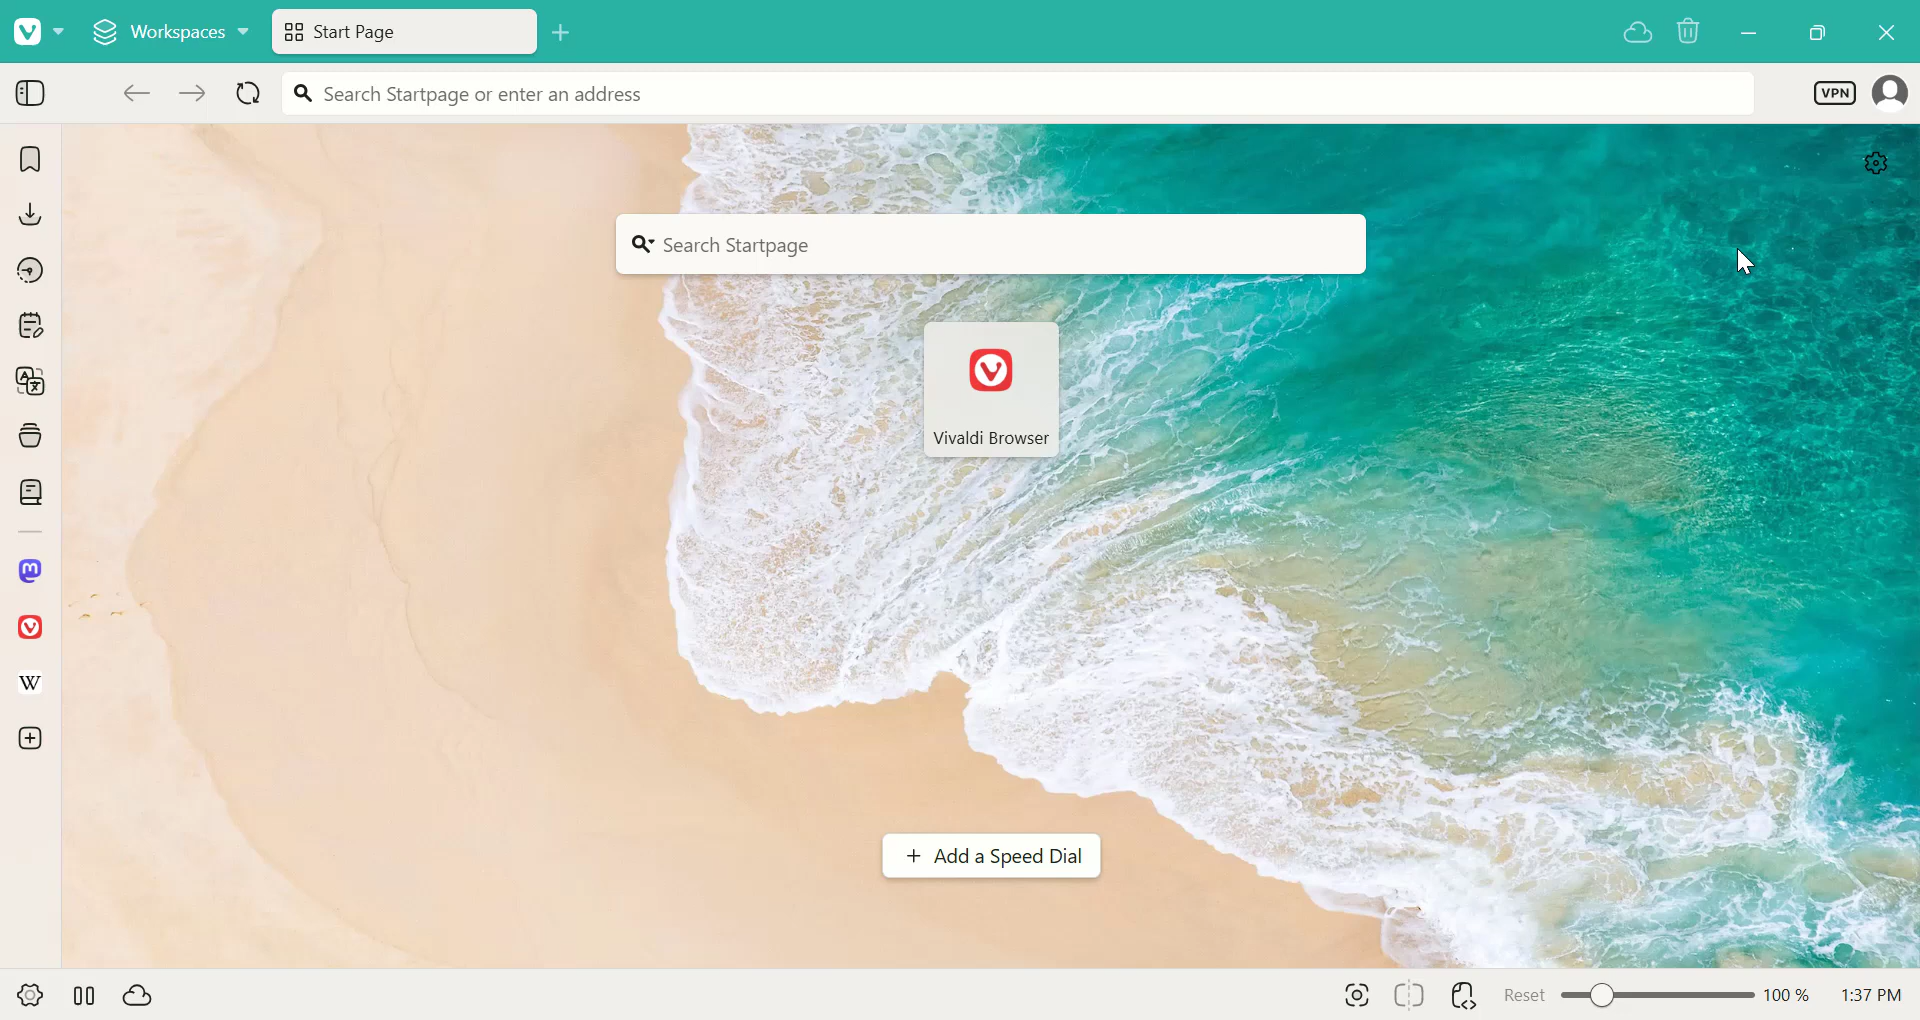 Workspaces
Start Page
Search Startpage or enter an address
VPN
Search Startpage
Vivaldi Browser
W
+ Add a Speed Dial
Reset
100 %
1:37 PM